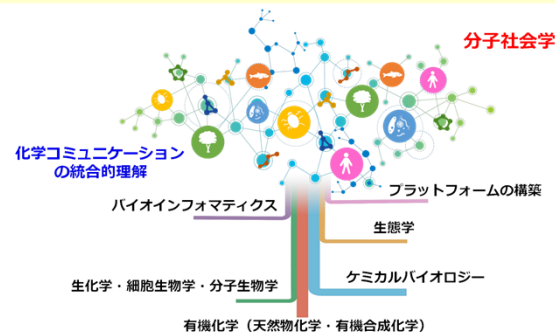 分子社会学
化学コミュニケーション
の統合的理解
プラットフォームの構築
バイオインフォマティクス
生態学
ケミカルバイオロジー
生化学・細胞生物学・分子生物学
有機化学（天然物化学・有機合成化学）